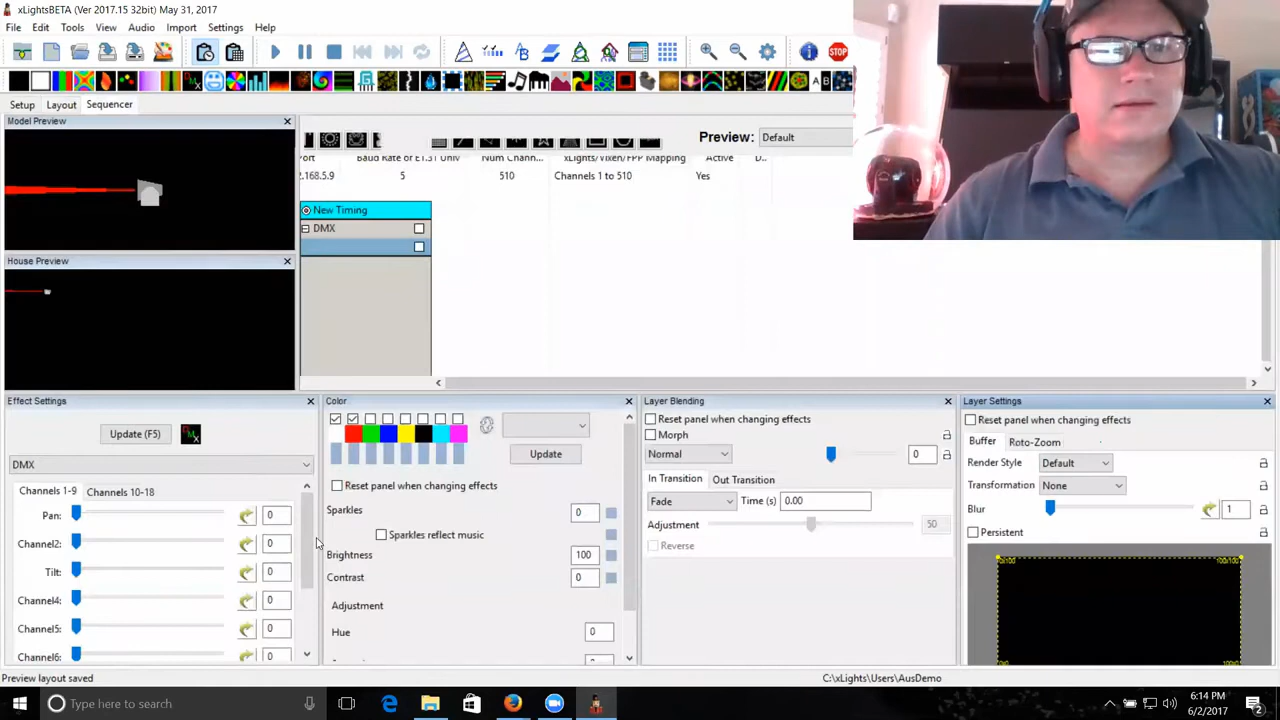 xLightsBETA (Ver 2017.15 32bit) May 31, 2017
File Edit Tools View Audio Import Settings Help
STOP
Setup Layout Sequencer
Model Preview
Preview: Default
Baud Rate or E1.31 Univ Num Chann... xLights/Vixen/FPP Mapping Active D..
.168.5.9 5 510 Channels 1 to 510 Yes
New Timing
DMX
House Preview
Effect Settings
Update (F5)
DMX
Channels 1-9 Channels 10-18
Pan: 0
Channel2: 0
Tilt: 0
Channel4: 0
Channel5: 0
Channel6: 0
Color
Update
Reset panel when changing effects
Sparkles 0
Sparkles reflect music
Brightness 100
Contrast 0
Adjustment
Hue 0
Layer Blending
Reset panel when changing effects
Morph
Normal 0
In Transition Out Transition
Fade Time (s) 0.00
Adjustment 50
Reverse
Layer Settings
Reset panel when changing effects
Buffer Roto-Zoom
Render Style Default
Transformation None
Blur 1
Persistent
0x100 100x100
0x0 100x0
Preview layout saved C:\xLights\Users\AusDemo
Type here to search
6:14 PM
6/2/2017
2